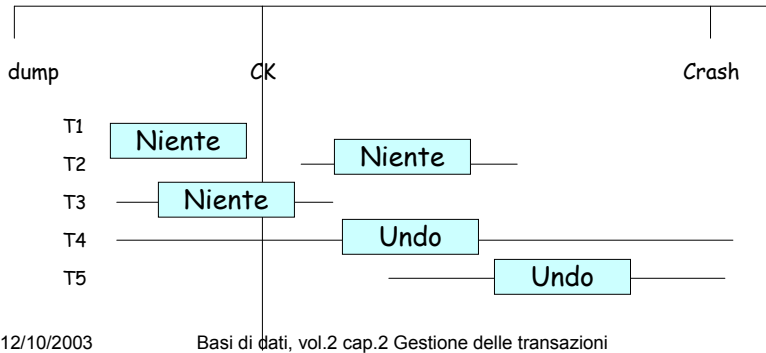 dump CK Crash
T1
Niente
T2 Niente
T3 Niente
T4 Undo
T5 Undo
12/10/2003 Basi di dati, vol.2 cap.2 Gestione delle transazioni